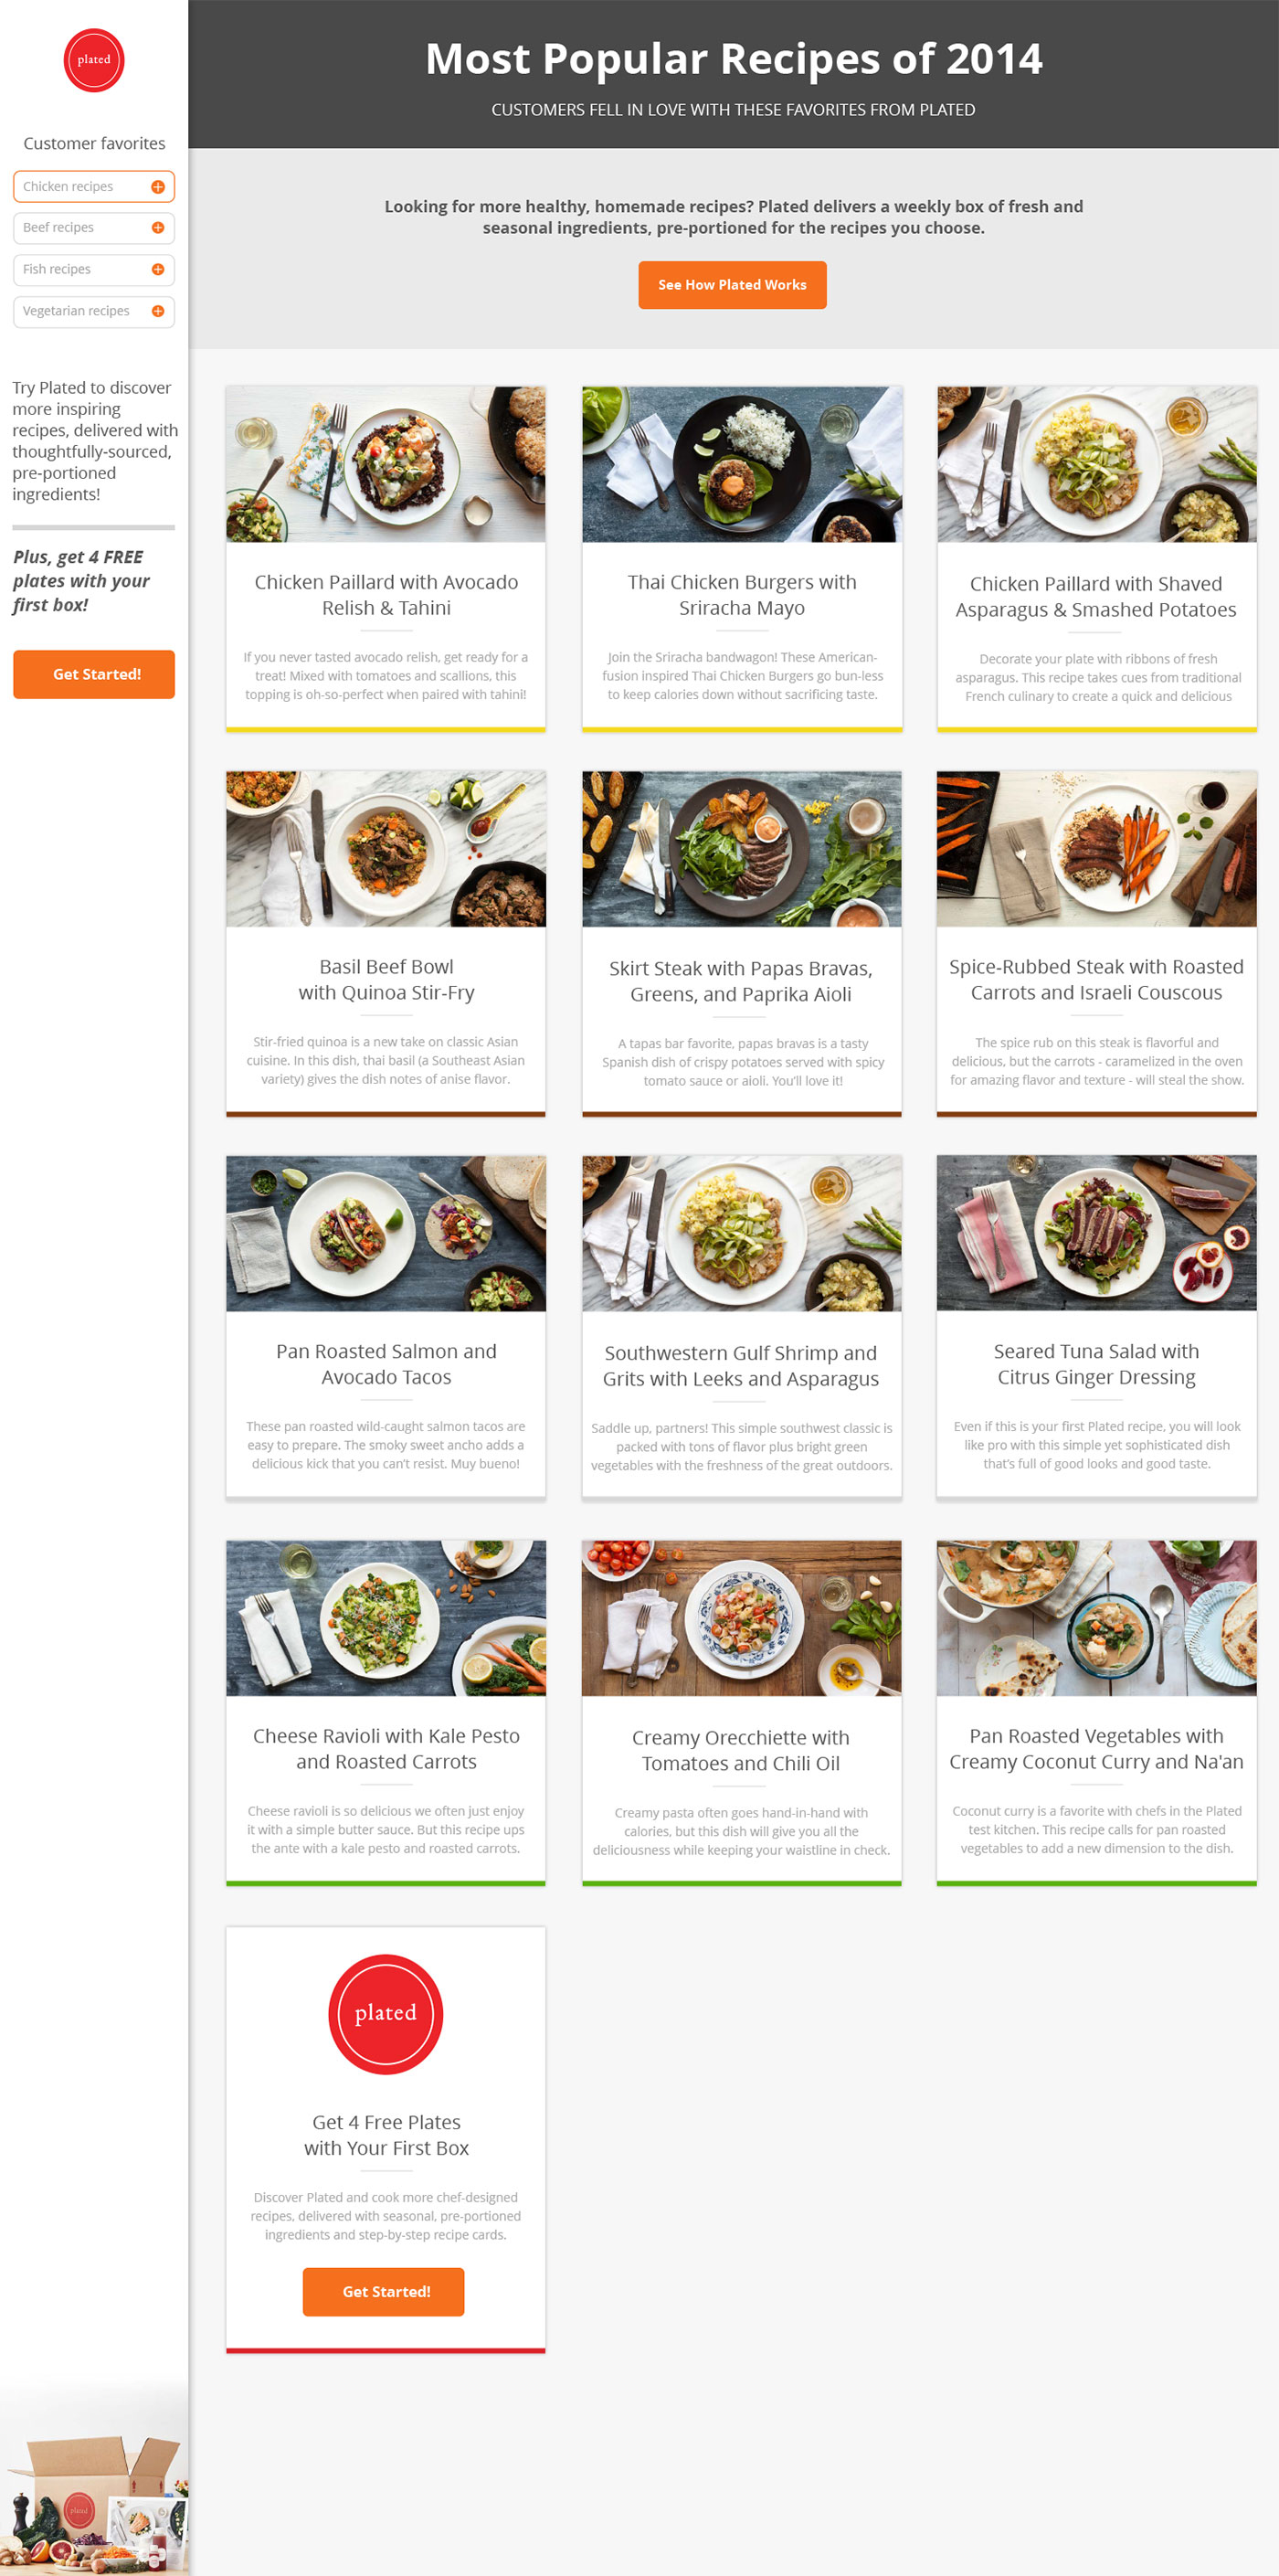 plated
Customer favorites
Chicken recipes
Beef recipes
Fish recipes
Vegetarian recipes
Try Plated to discover
more inspiring
recipes, delivered with
thoughtfully-sourced,
pre-portioned
ingredients!
Plus, get 4 FREE
plates with your
first box!
Get Started!
Most Popular Recipes of 2014
CUSTOMERS FELL IN LOVE WITH THESE FAVORITES FROM PLATED
Looking for more healthy, homemade recipes? Plated delivers a weekly box of fresh and
seasonal ingredients, pre-portioned for the recipes you choose.
See How Plated Works
Chicken Paillard with Avocado
Relish & Tahini
If you never tasted avocado relish, get ready for a
treat! Mixed with tomatoes and scallions, this
topping is oh-so-perfect when paired with tahini!
Thai Chicken Burgers with
Sriracha Mayo
Join the Sriracha bandwagon! These American-
fusion inspired Thai Chicken Burgers go bun-less
to keep calories down without sacrificing taste.
Chicken Paillard with Shaved
Asparagus & Smashed Potatoes
Decorate your plate with ribbons of fresh
asparagus. This recipe takes cues from traditional
French culinary to create a quick and delicious
Basil Beef Bowl
with Quinoa Stir-Fry
Stir-fried quinoa is a new take on classic Asian
cuisine. In this dish, thai basil (a Southeast Asian
variety) gives the dish notes of anise flavor.
Skirt Steak with Papas Bravas,
Greens, and Paprika Aioli
A tapas bar favorite, papas bravas is a tasty
Spanish dish of crispy potatoes served with spicy
tomato sauce or aioli. You'll love it!
Spice-Rubbed Steak with Roasted
Carrots and Israeli Couscous
The spice rub on this steak is flavorful and
delicious, but the carrots - caramelized in the oven
for amazing flavor and texture - will steal the show.
Pan Roasted Salmon and
Avocado Tacos
These pan roasted wild-caught salmon tacos are
easy to prepare. The smoky sweet ancho adds a
delicious kick that you can't resist. Muy bueno!
Southwestern Gulf Shrimp and
Grits with Leeks and Asparagus
Saddle up, partners! This simple southwest classic is
packed with tons of flavor plus bright green
vegetables with the freshness of the great outdoors.
Seared Tuna Salad with
Citrus Ginger Dressing
Even if this is your first Plated recipe, you will look
like pro with this simple yet sophisticated dish
that's full of good looks and good taste.
Cheese Ravioli with Kale Pesto
and Roasted Carrots
Cheese ravioli is so delicious we often just enjoy
it with a simple butter sauce. But this recipe ups
the ante with a kale pesto and roasted carrots.
Creamy Orecchiette with
Tomatoes and Chili Oil
Creamy pasta often goes hand-in-hand with
calories, but this dish will give you all the
deliciousness while keeping your waistline in check.
Pan Roasted Vegetables with
Creamy Coconut Curry and Na'an
Coconut curry is a favorite with chefs in the Plated
test kitchen. This recipe calls for pan roasted
vegetables to add a new dimension to the dish.
plated
Get 4 Free Plates
with Your First Box
Discover Plated and cook more chef-designed
recipes, delivered with seasonal, pre-portioned
ingredients and step-by-step recipe cards.
Get Started!
plated